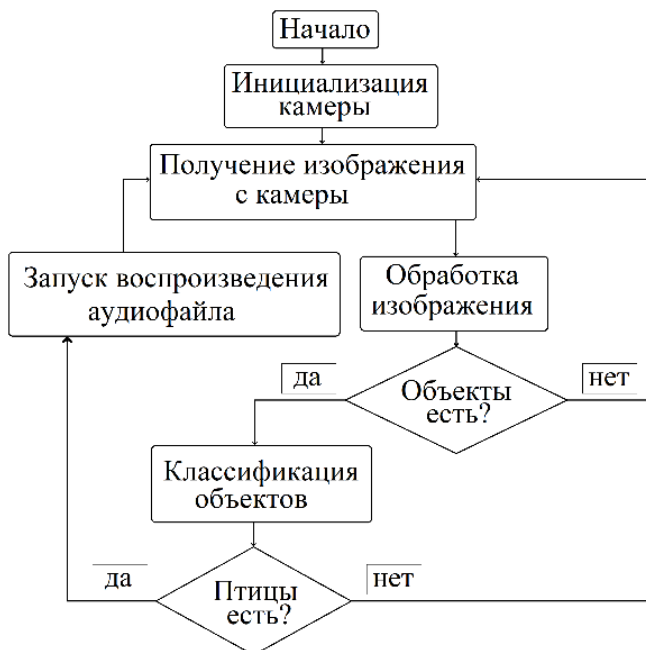 Начало
Инициализация
камеры
Получение изображения
с камеры
Запуск воспроизведения
аудиофайла
Обработка
изображения
да
Объекты
есть?
нет
Классификация
объектов
да
Птицы
есть?
нет